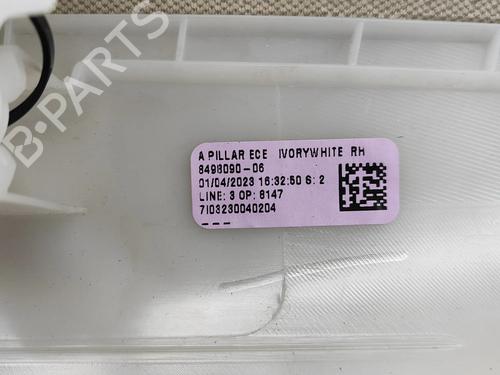 A PILLAR ECE IVORYWHITE RH
8498090-06
01/04/2023 16:32:50 S: 2
LINE: 3 OP: 8147
7103230040204
---
B-PARTS